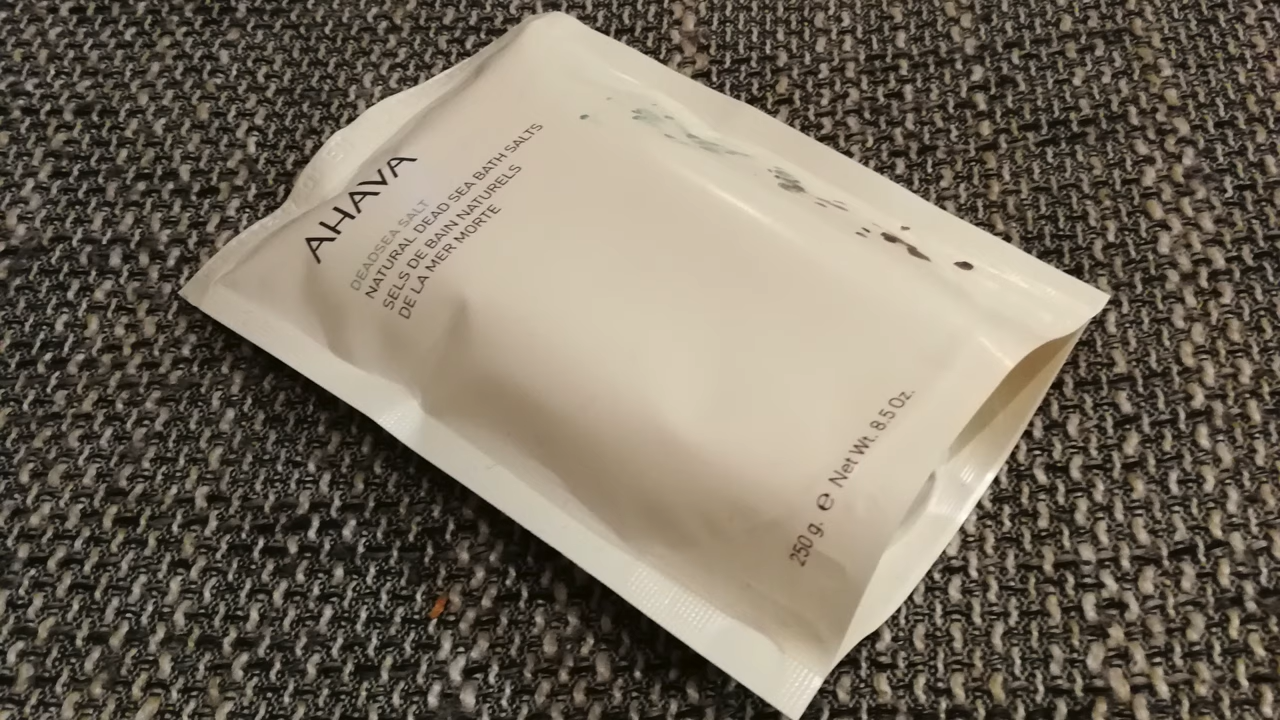 AHAVA
DEADSEA SALT
NATURAL DEAD SEA BATH SALTS
SELS DE BAIN NATURELS
DE LA MER MORTE
250 g. ℮ Net Wt. 8.5 Oz.